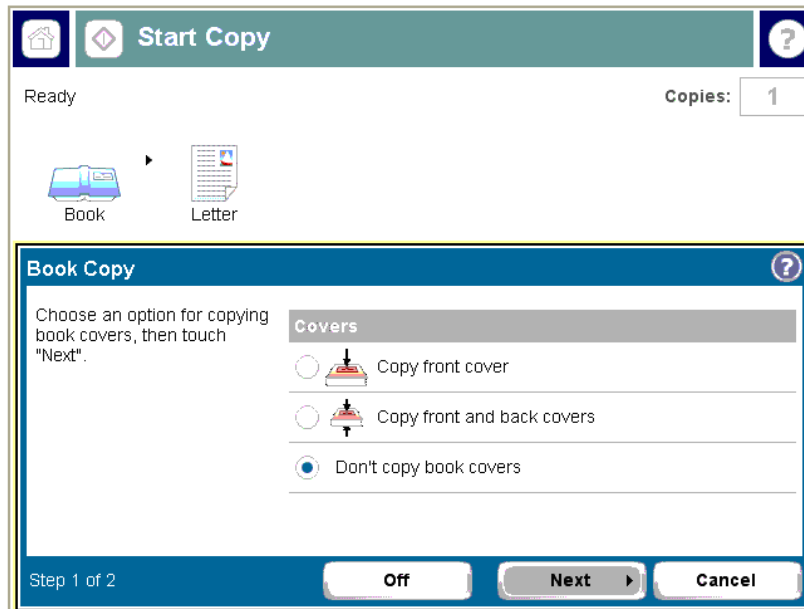 Start Copy
?
Ready
Copies: 1
Book
Letter
Book Copy
?
Choose an option for copying
book covers, then touch
"Next".
Covers
Copy front cover
Copy front and back covers
Don't copy book covers
Step 1 of 2
Off
Next
Cancel